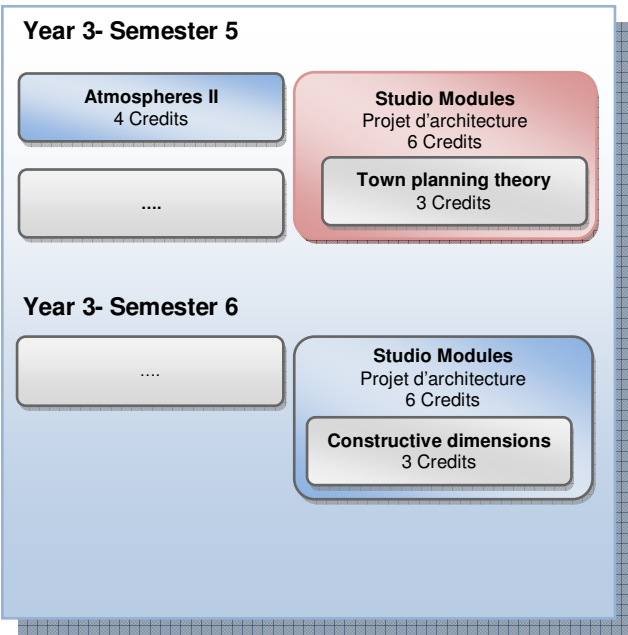 Year 3- Semester 5
Atmospheres II
4 Credits
....
Studio Modules
Projet d'architecture
6 Credits
Town planning theory
3 Credits
Year 3- Semester 6
....
Studio Modules
Projet d'architecture
6 Credits
Constructive dimensions
3 Credits